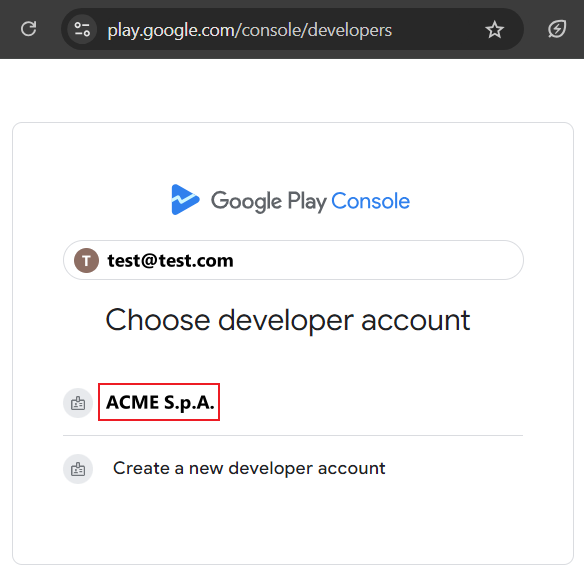 play.google.com/console/developers
Google Play Console
T test@test.com
Choose developer account
ACME S.p.A.
Create a new developer account